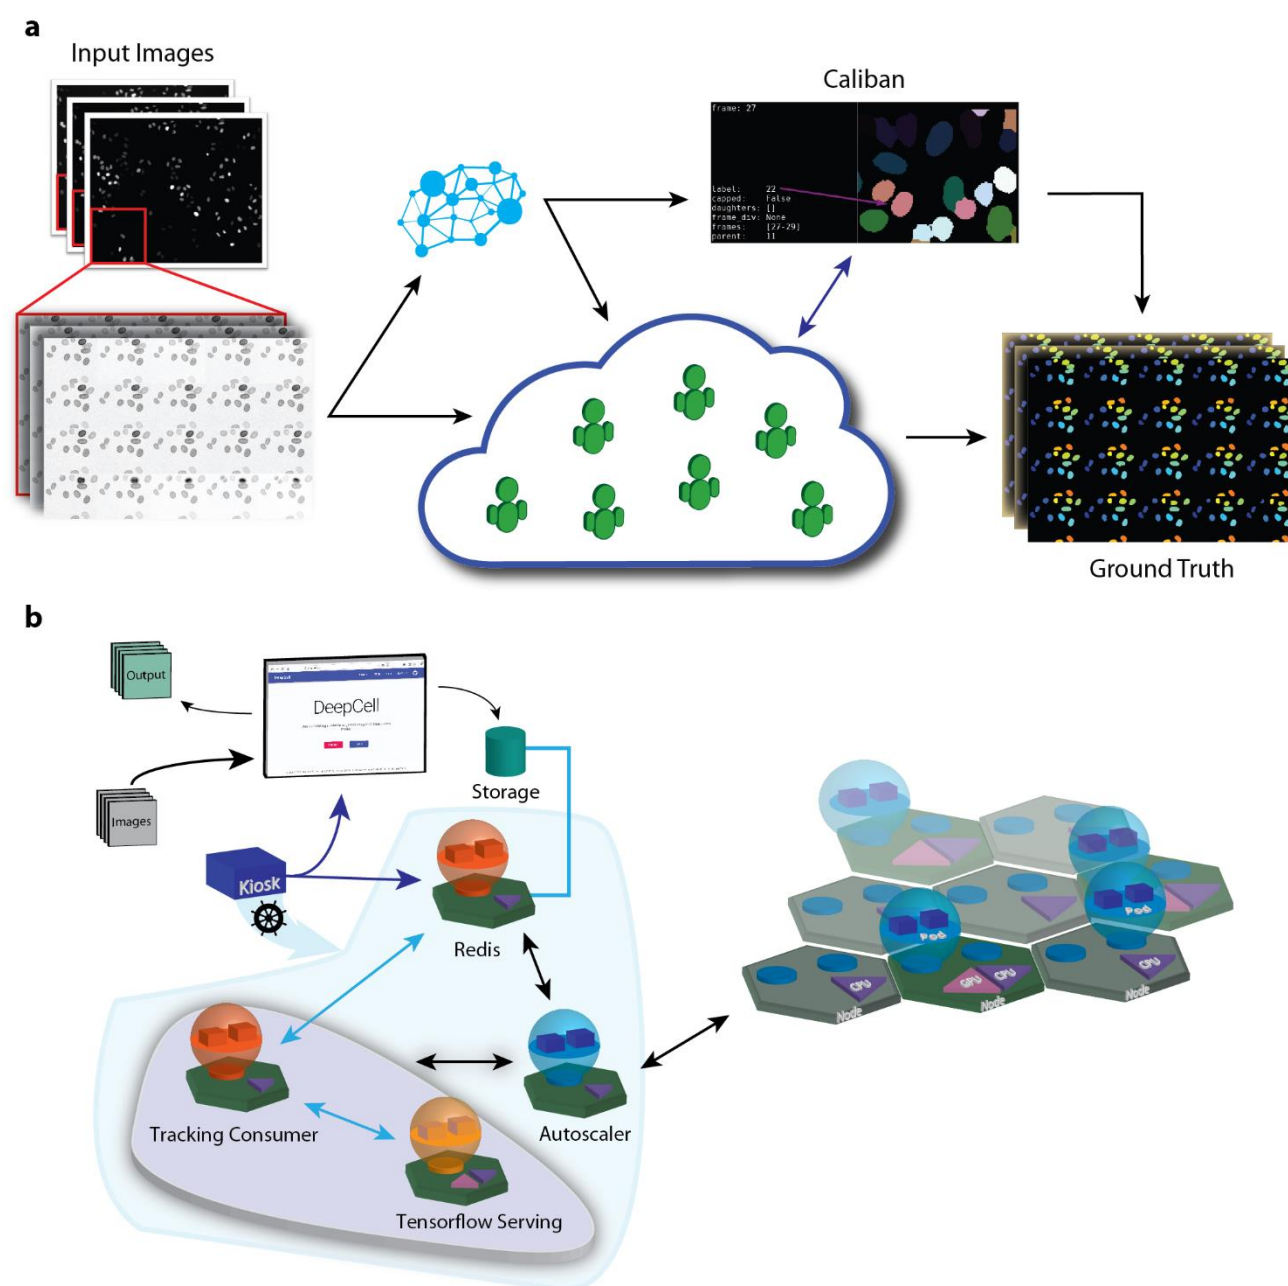 a
Input Images
Caliban
frame: 27
label: 22
capped: False
daughters: []
frame_div: None
frames: [27-29]
parent: 11
Ground Truth
b
Output
DeepCell
Images
Storage
Kiosk
Redis
Pod
Pod
CPU
GPU
CPU
CPU
Node
Node
Node
Tracking Consumer
Autoscaler
Tensorflow Serving